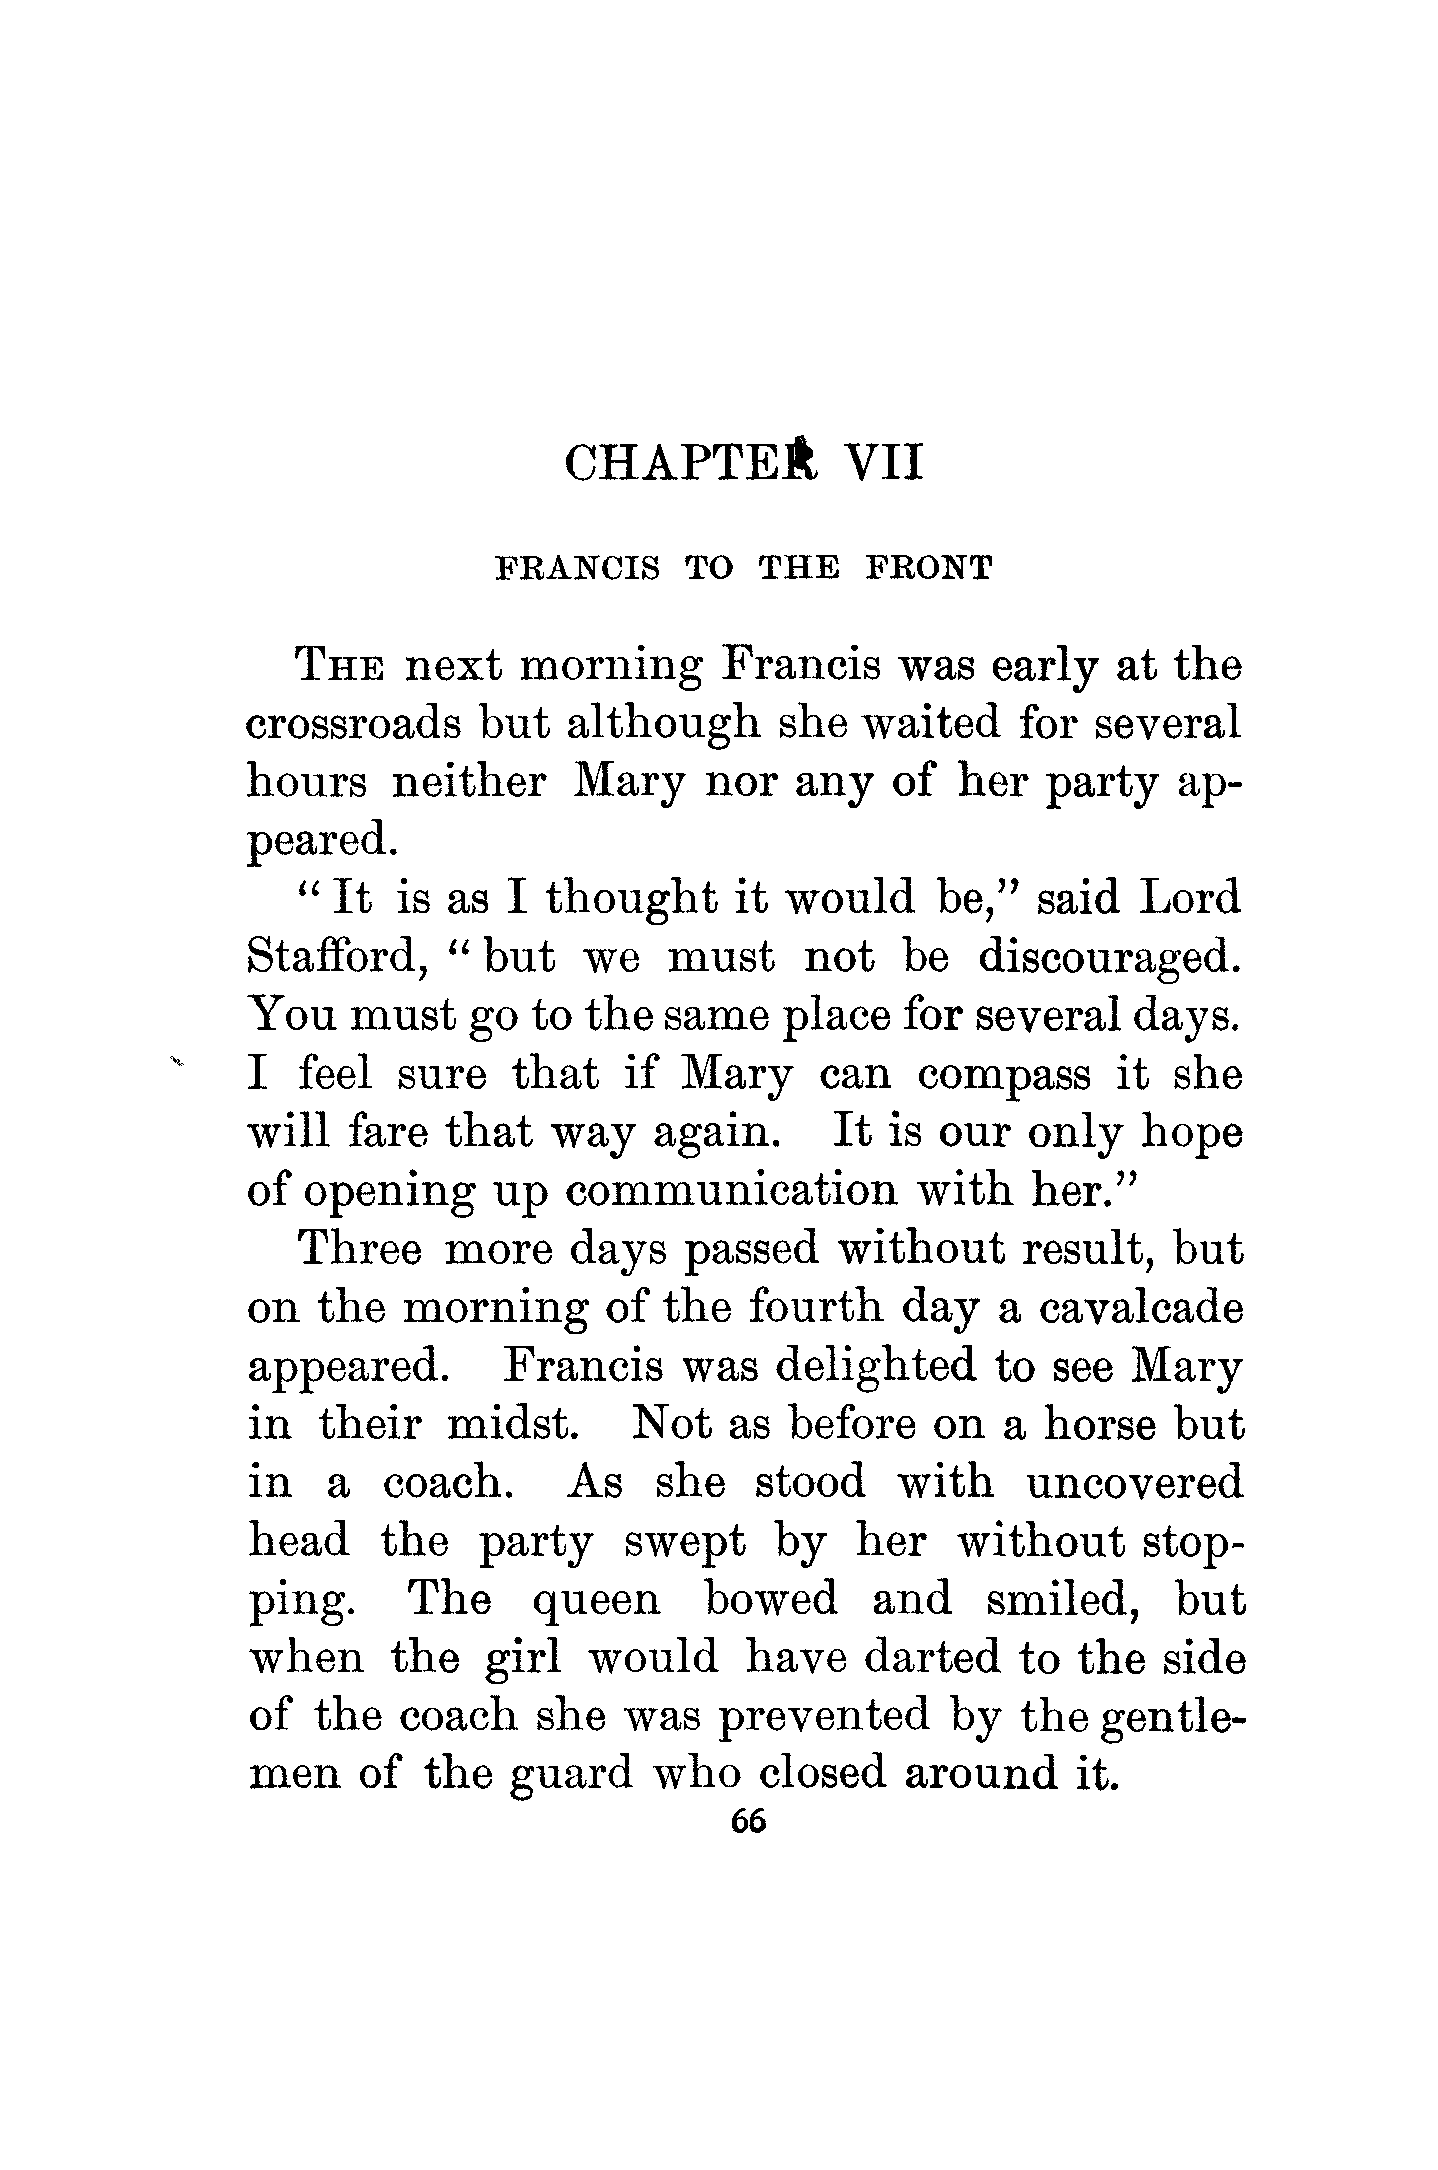 CHAPTER VII
FRANCIS TO THE FRONT
THE next morning Francis was early at the
crossroads but although she waited for several
hours neither Mary nor any of her party ap-
peared.
“ It is as I thought it would be,” said Lord
Stafford, “ but we must not be discouraged.
You must go to the same place for several days.
I feel sure that if Mary can compass it she
will fare that way again. It is our only hope
of opening up communication with her.”
Three more days passed without result, but
on the morning of the fourth day a cavalcade
appeared. Francis was delighted to see Mary
in their midst. Not as before on a horse but
in a coach. As she stood with uncovered
head the party swept by her without stop-
ping. The queen bowed and smiled, but
when the girl would have darted to the side
of the coach she was prevented by the gentle-
men of the guard who closed around it.
66